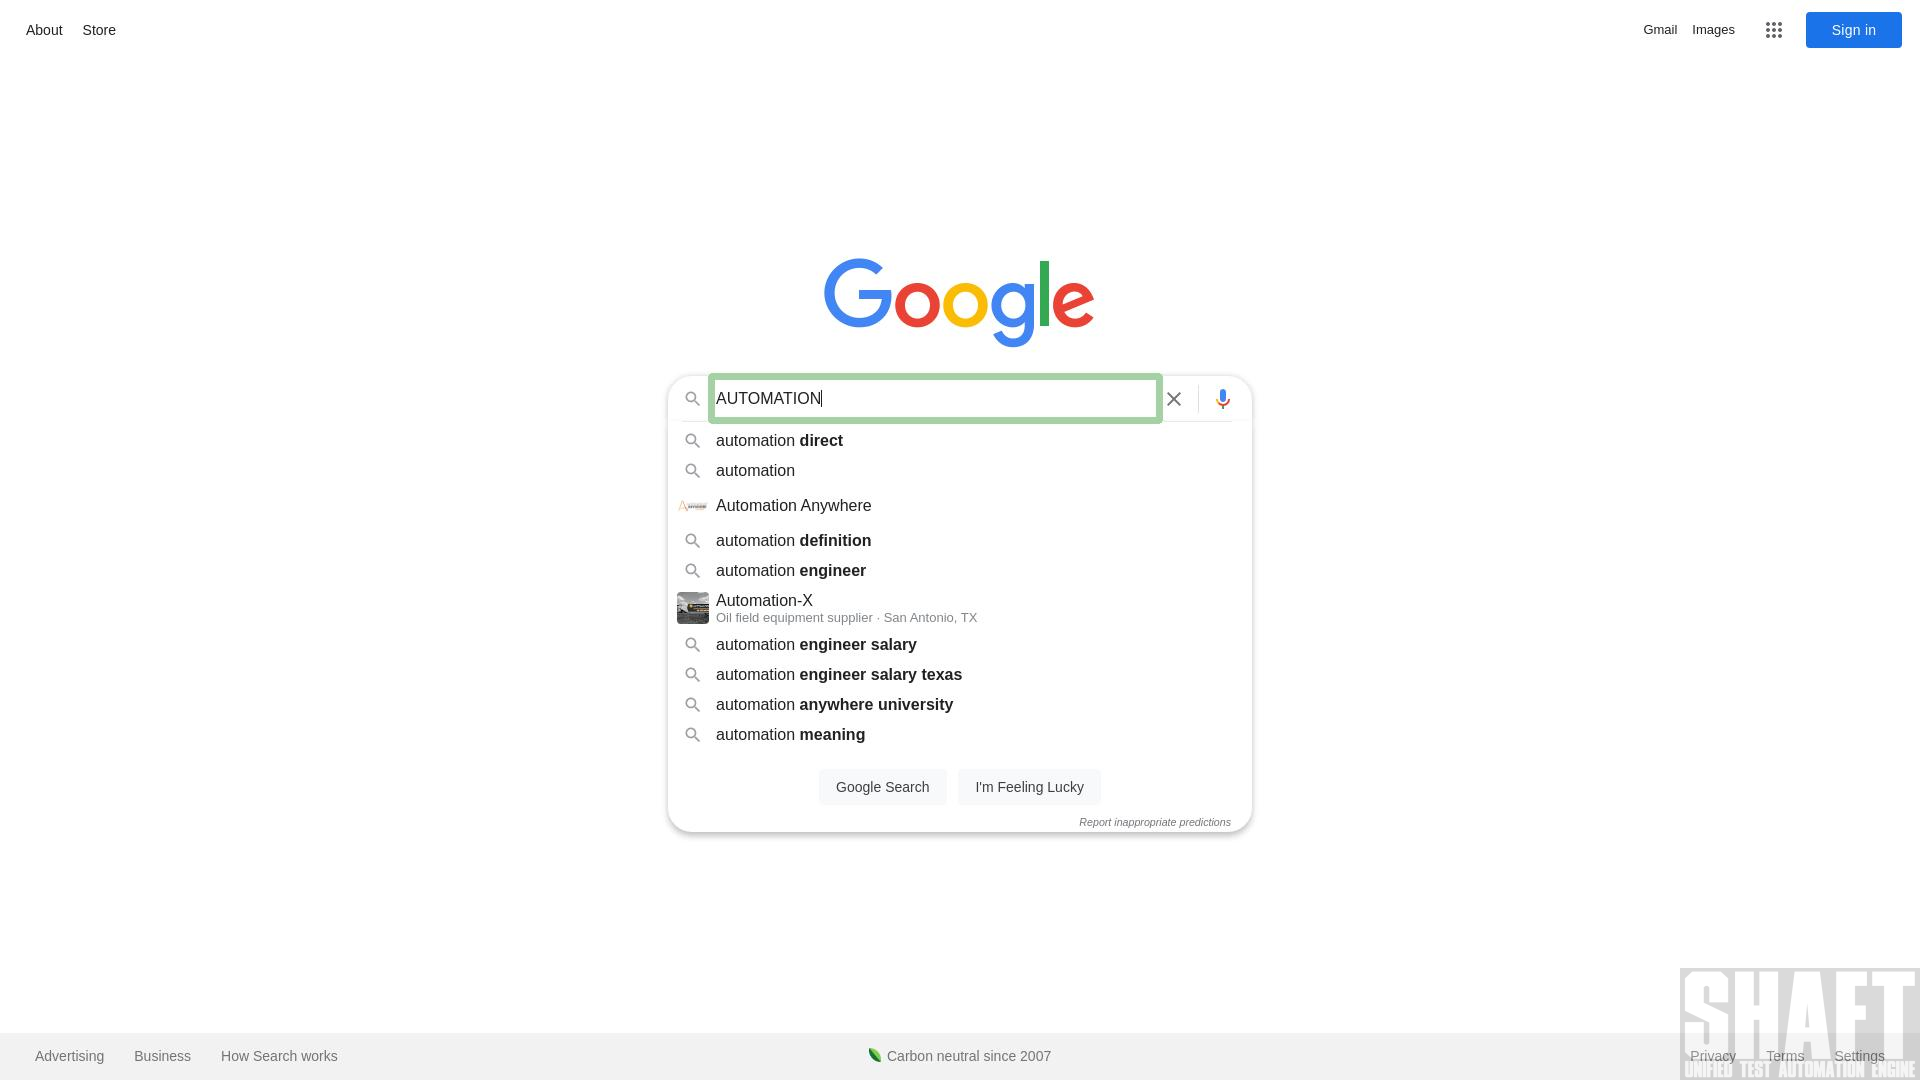 About Store
Gmail Images Sign in
Google
AUTOMATION
automation direct
automation
Automation Anywhere
automation definition
automation engineer
Automation-X
Oil field equipment supplier · San Antonio, TX
automation engineer salary
automation engineer salary texas
automation anywhere university
automation meaning
Google Search I'm Feeling Lucky
Report inappropriate predictions
SHAFT
Advertising Business How Search works Carbon neutral since 2007 Privacy Terms Settings
UNIFIED TEST AUTOMATION ENGINE